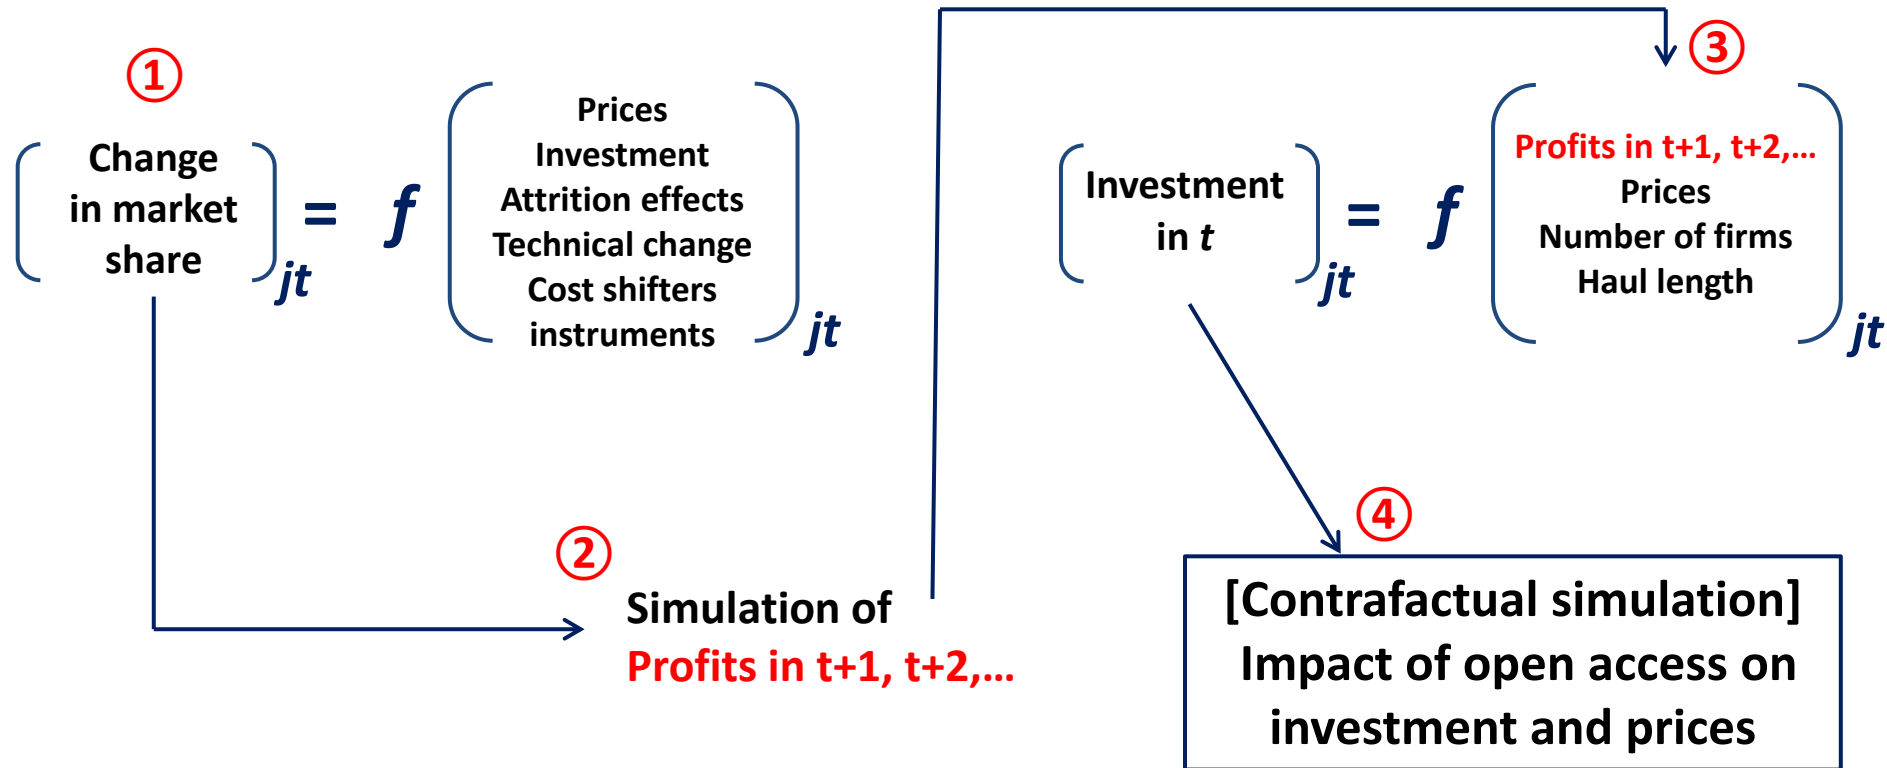 ①
Change
in market
share
jt
=
f
Prices
Investment
Attrition effects
Technical change
Cost shifters
instruments
jt
②
Simulation of
Profits in t+1, t+2,...
③
Investment
in t
jt
=
f
Profits in t+1, t+2,...
Prices
Number of firms
Haul length
jt
④
[Contrafactual simulation]
Impact of open access on
investment and prices